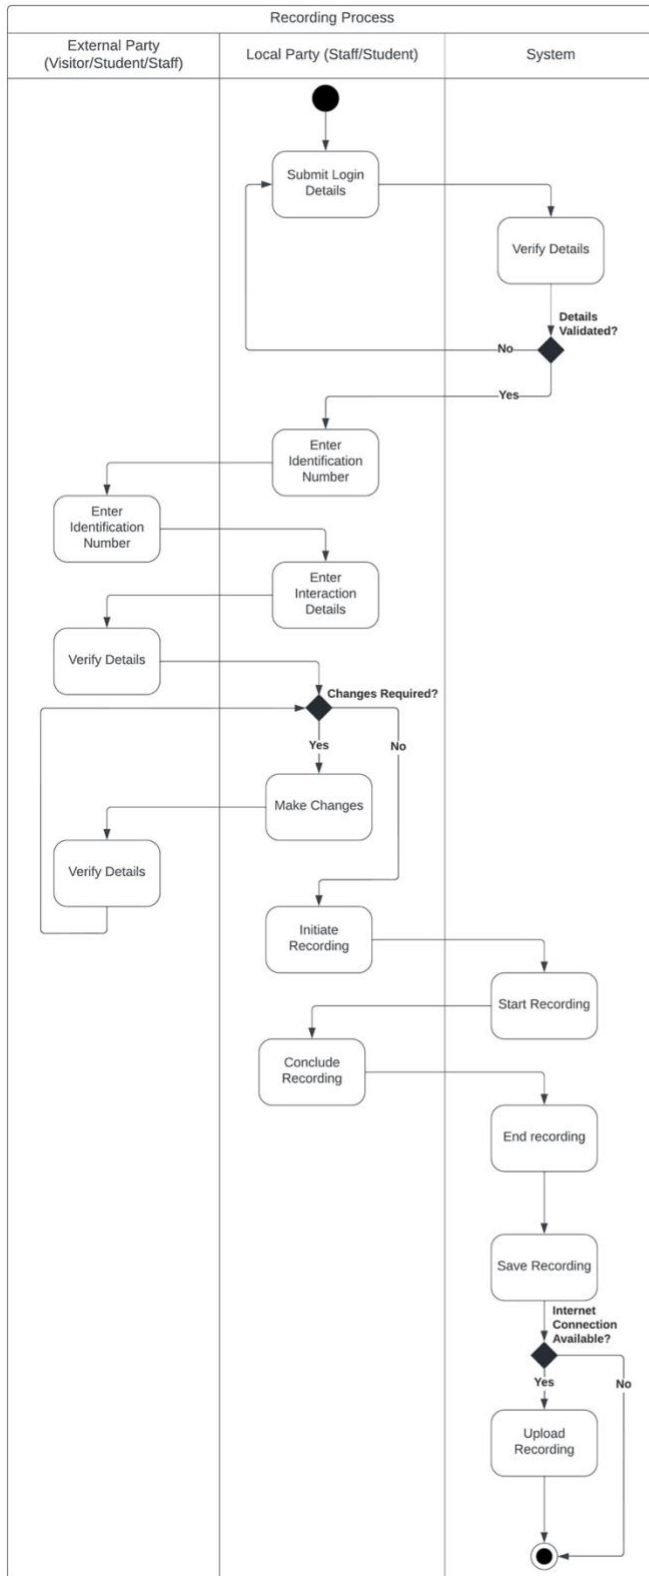 Recording Process
External Party
(Visitor/Student/Staff)
Local Party (Staff/Student)
System
Submit Login
Details
Verify Details
Details
Validated?
No
Yes
Enter
Identification
Number
Enter
Identification
Number
Enter
Interaction
Details
Verify Details
Changes Required?
Yes
No
Make Changes
Verify Details
Initiate
Recording
Start Recording
Conclude
Recording
End recording
Save Recording
Internet
Connection
Available?
Yes
No
Upload
Recording